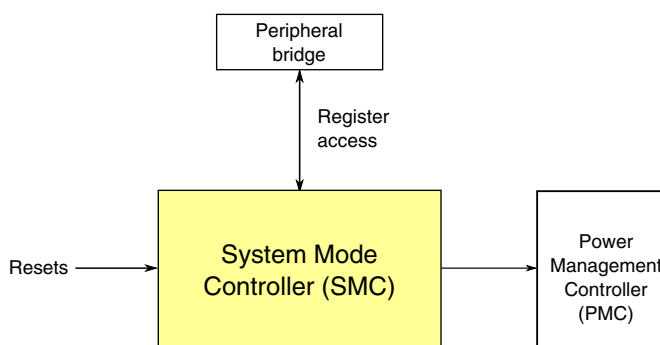 Peripheral
bridge
Register
access
Resets
System Mode
Controller (SMC)
Power
Management
Controller
(PMC)